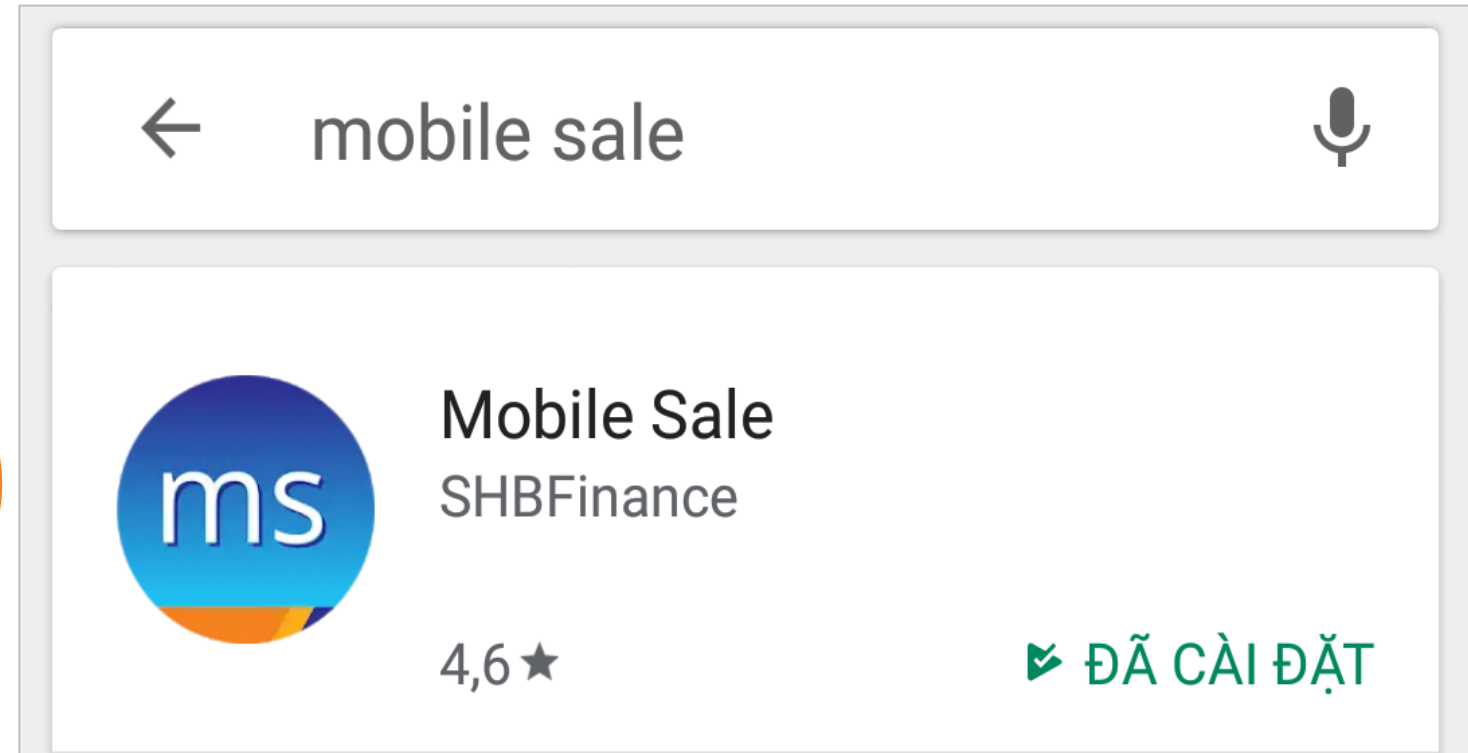 mobile sale
ms
Mobile Sale
SHBFinance
4,6
ĐÃ CÀI ĐẶT